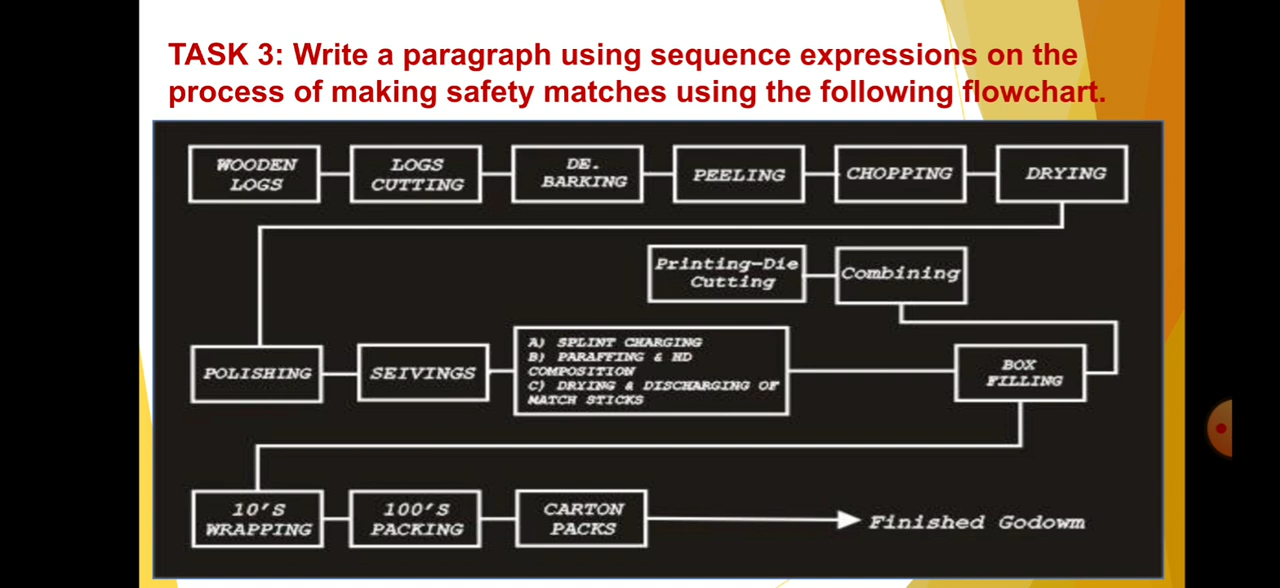 TASK 3: Write a paragraph using sequence expressions on the
process of making safety matches using the following flowchart.
WOODEN
LOGS
LOGS
CUTTING
DE.
BARKING
PEELING
CHOPPING
DRYING
Printing-Die
Cutting
Combining
POLISHING
SEIVINGS
A) SPLINT CHARGING
B) PARAFFING & HD
COMPOSITION
C) DRYING & DISCHARGING OF
MATCH STICKS
BOX
FILLING
10'S
WRAPPING
100'S
PACKING
CARTON
PACKS
Finished Godowm